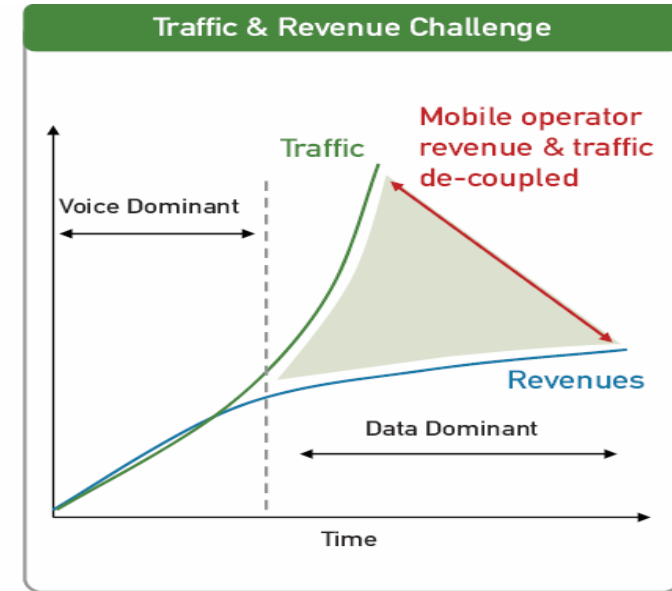 Traffic & Revenue Challenge
Mobile operator
revenue & traffic
de-coupled
Traffic
Voice Dominant
Revenues
Data Dominant
Time